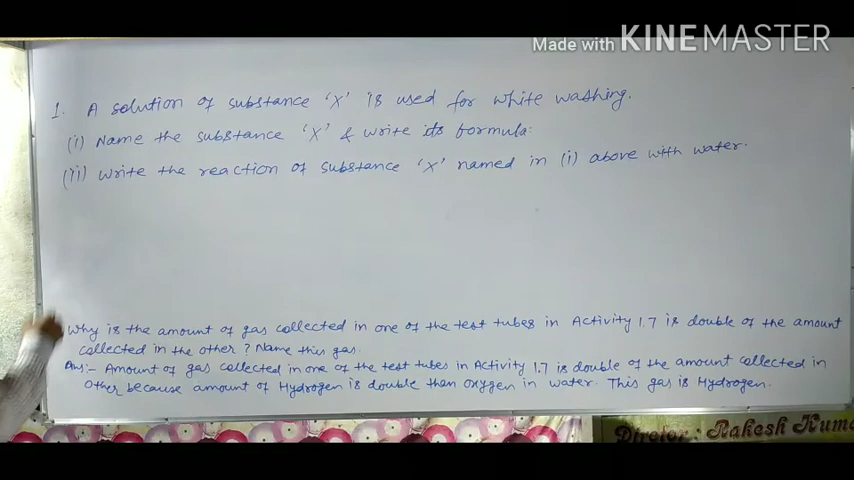 Made with KINEMASTER
1. A solution of substance 'X' is used for white washing.
(i) Name the substance 'X' & write its formula.
(ii) Write the reaction of substance 'X' named in (i) above with water.
Why is the amount of gas collected in one of the test tubes in Activity 1.7 is double of the amount
collected in the other? Name this gas.
Ans:- Amount of gas collected in one of the test tubes in Activity 1.7 is double of the amount collected in
other because amount of Hydrogen is double than oxygen in water. This gas is Hydrogen.
Director: Rakesh Kuma